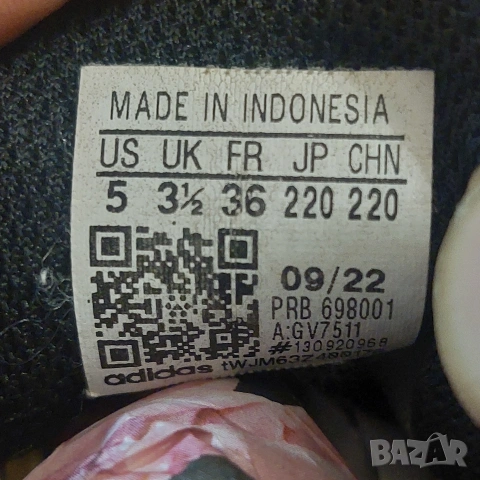 MADE IN INDONESIA
US UK FR JP CHN
5 3½ 36 220 220
09/22
PRB 698001
A:GV7511
#130920968
adidas
BAZAR